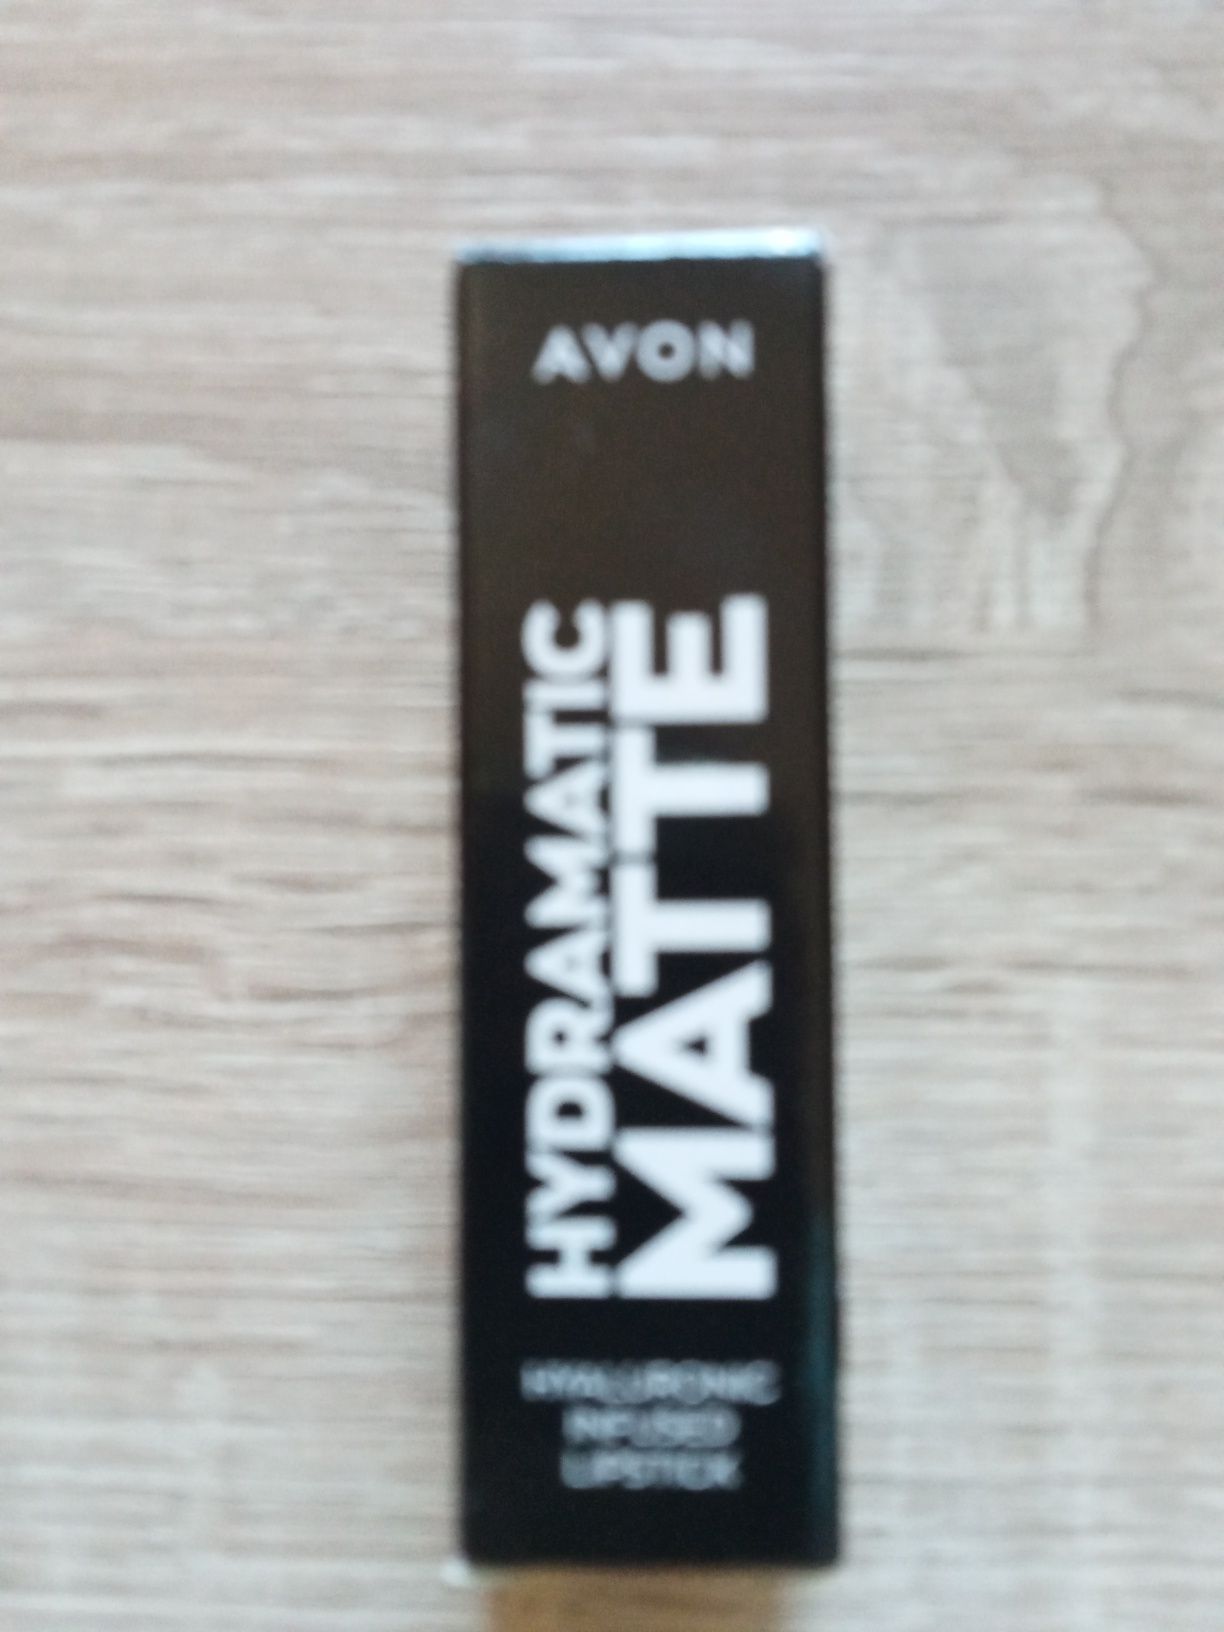 AVON
HYDRAMATIC
MATTE
HYALURONIC
INFUSED
LIPSTICK